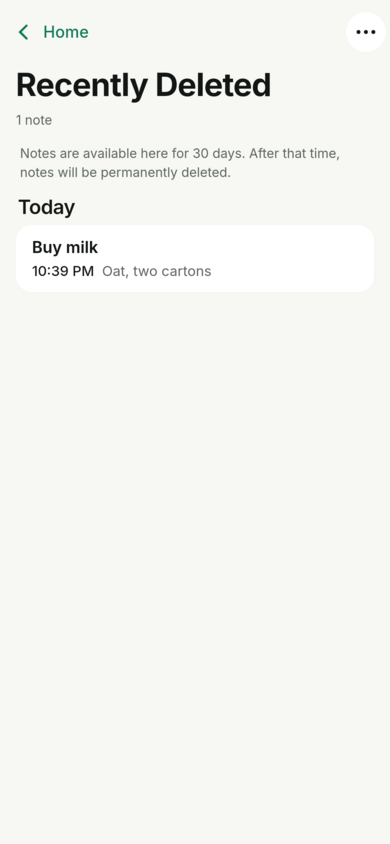 Home
Recently Deleted
1 note
Notes are available here for 30 days. After that time,
notes will be permanently deleted.
Today
Buy milk
10:39 PM Oat, two cartons